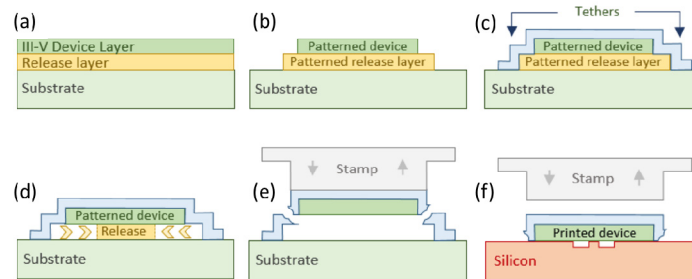 (a)
III-V Device Layer
Release layer
Substrate
(b)
Patterned device
Patterned release layer
Substrate
(c)
Tethers
Patterned device
Patterned release layer
Substrate
(d)
Patterned device
Release
Substrate
(e)
Stamp
Substrate
(f)
Stamp
Printed device
Silicon